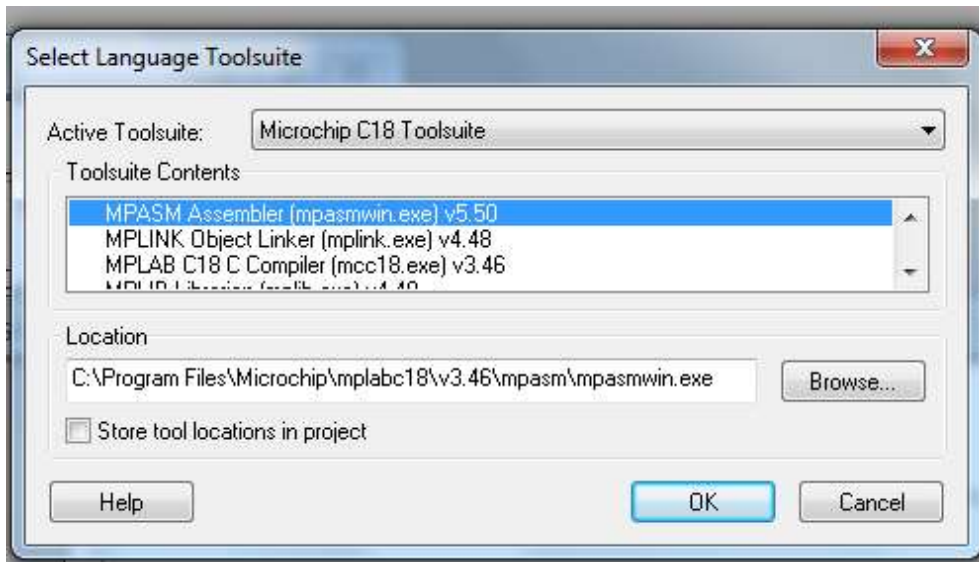 Select Language Toolsuite
Active Toolsuite: Microchip C18 Toolsuite
Toolsuite Contents
MPASM Assembler (mpasmwin.exe) v5.50
MPLINK Object Linker (mplink.exe) v4.48
MPLAB C18 C Compiler (mcc18.exe) v3.46
Location
C:\Program Files\Microchip\mplabc18\v3.46\mpasm\mpasmwin.exe Browse...
Store tool locations in project
Help OK Cancel